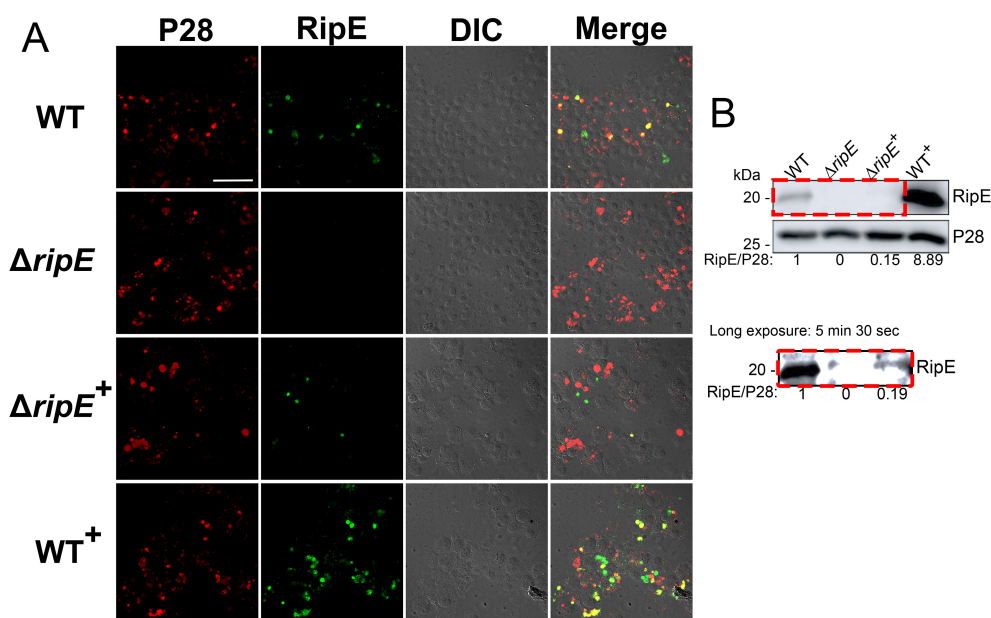 A
P28 RipE DIC Merge
WT
ΔripE
ΔripE+
WT+
B
WT ΔripE ΔripE+ WT+
kDa
20 - RipE
P28
25 -
RipE/P28: 1 0 0.15 8.89
Long exposure: 5 min 30 sec
20 - RipE
RipE/P28: 1 0 0.19